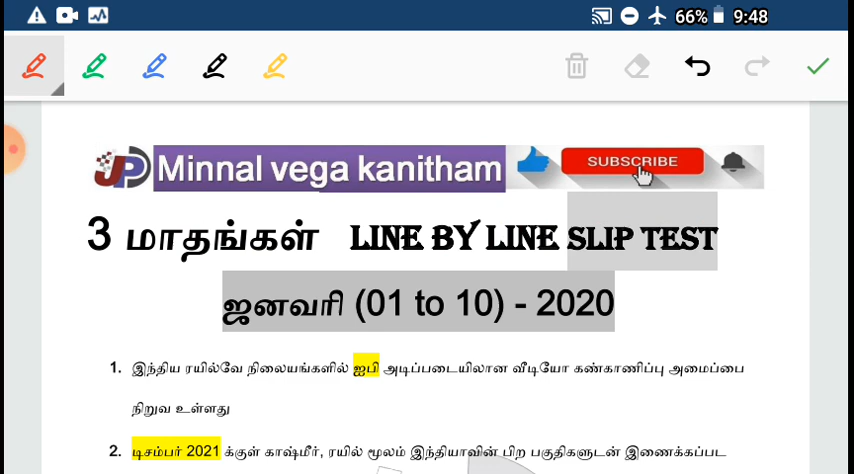 66% 9:48
JP Minnal vega kanitham SUBSCRIBE
3 மாதங்கள் LINE BY LINE SLIP TEST
ஜனவரி (01 to 10) - 2020
1. இந்திய ரயில்வே நிலையங்களில் ஐபி அடிப்படையிலான வீடியோ கண்காணிப்பு அமைப்பை
நிறுவ உள்ளது
2. டிசம்பர் 2021 க்குள் காஷ்மீர், ரயில் மூலம் இந்தியாவின் பிற பகுதிகளுடன் இணைக்கப்பட